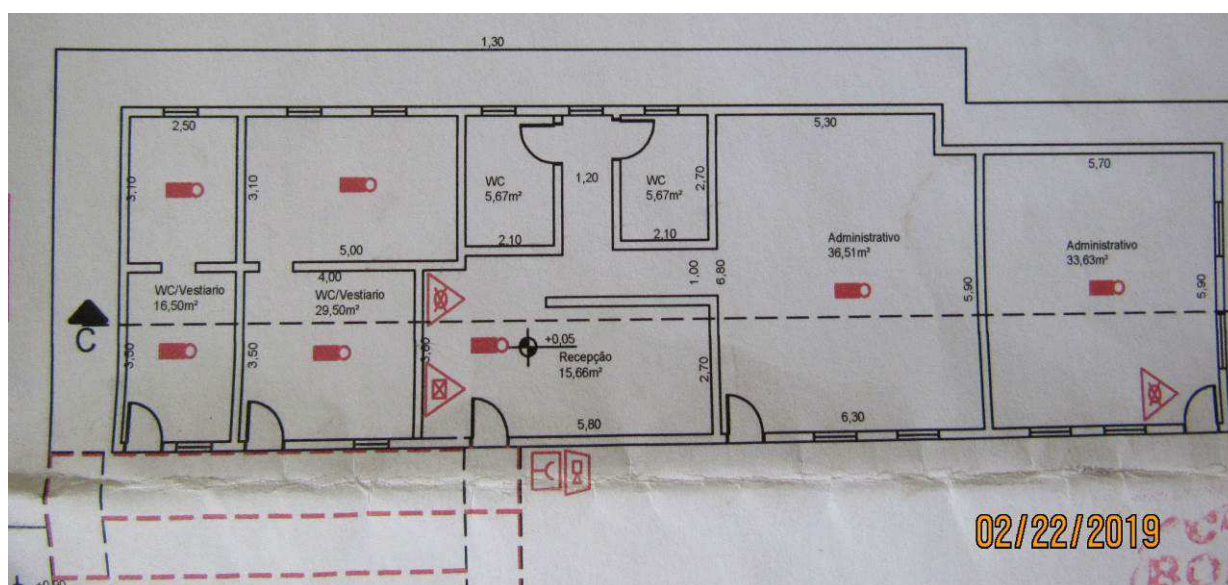 1,30
2,50
5,30
5,70
3,10
3,10
WC
5,67m²
1,20
WC
5,67m²
2,70
2,10
2,10
5,00
4,00
WC/Vestiario
16,50m²
WC/Vestiario
29,50m²
1,00
6,80
Administrativo
36,51m²
5,90
Administrativo
33,63m²
5,90
C
3,50
3,50
3,60
+0,05
Recepção
15,66m²
2,70
5,80
6,30
02/22/2019
+0,00